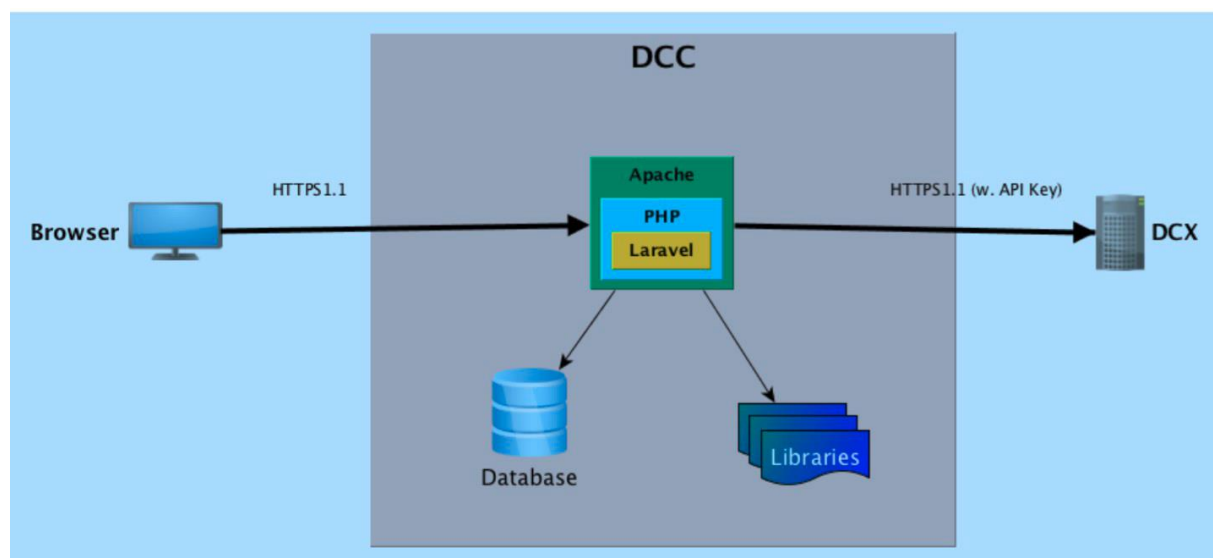 DCC
Apache
HTTPS1.1
HTTPS1.1 (w. API Key)
PHP
Browser
DCX
Laravel
Libraries
Database